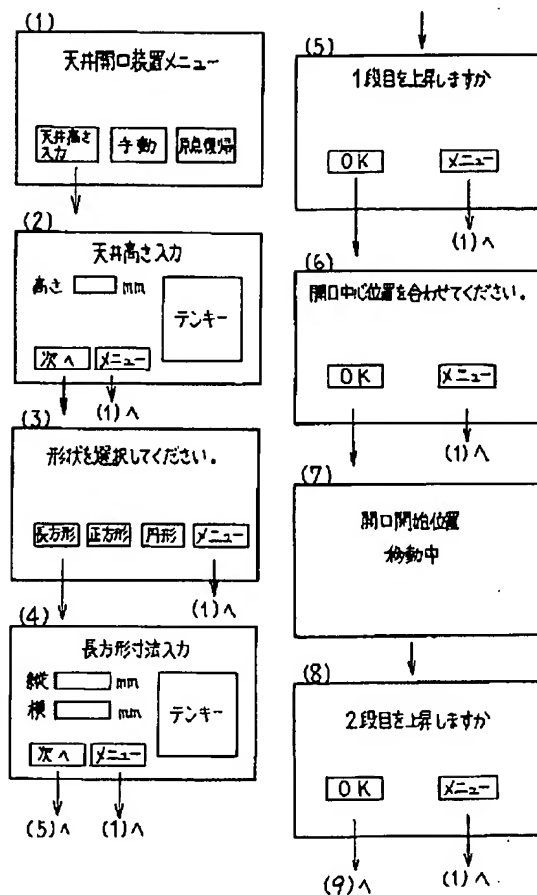 (1)
天井開口装置メニュー
天井高さ
入力
手動
原点復帰
(2)
天井高さ入力
高さ mm
テンキー
次へ メニュー
(1)へ
(3)
形状を選択してください。
長方形 正方形 円形 メニュー
(1)へ
(4)
長方形寸法入力
縦 mm
横 mm
テンキー
次へ メニュー
(5)へ (1)へ
(5)
1段目を上昇しますか
OK メニュー
(1)へ
(6)
開口中心位置を合わせてください。
OK メニュー
(1)へ
(7)
開口開始位置
移動中
(8)
2段目を上昇しますか
OK メニュー
(9)へ (1)へ